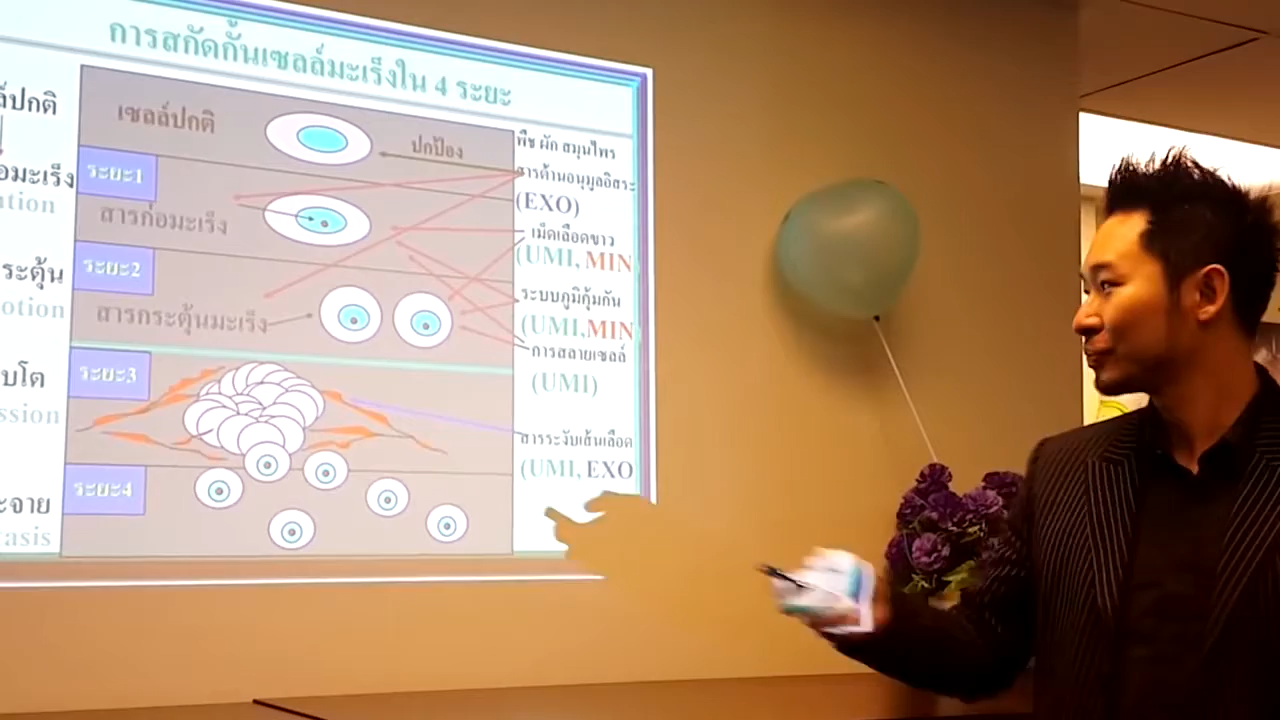 การสกัดกั้นเซลล์มะเร็งใน 4 ระยะ
ล์ปกติ
อมะเร็ง
ation
ระตุ้น
otion
บโต
ssion
ะจาย
tasis
เซลล์ปกติ
ปกป้อง
ระยะ1
สารก่อมะเร็ง
ระยะ2
สารกระตุ้นมะเร็ง
ระยะ3
ระยะ4
พืช ผัก สมุนไพร
สารต้านอนุมูลอิสระ
(EXO)
เม็ดเลือดขาว
(UMI, MIN
ระบบภูมิคุ้มกัน
(UMI,MIN
การสลายเซลล์
(UMI)
สารระงับเส้นเลือด
(UMI, EXO